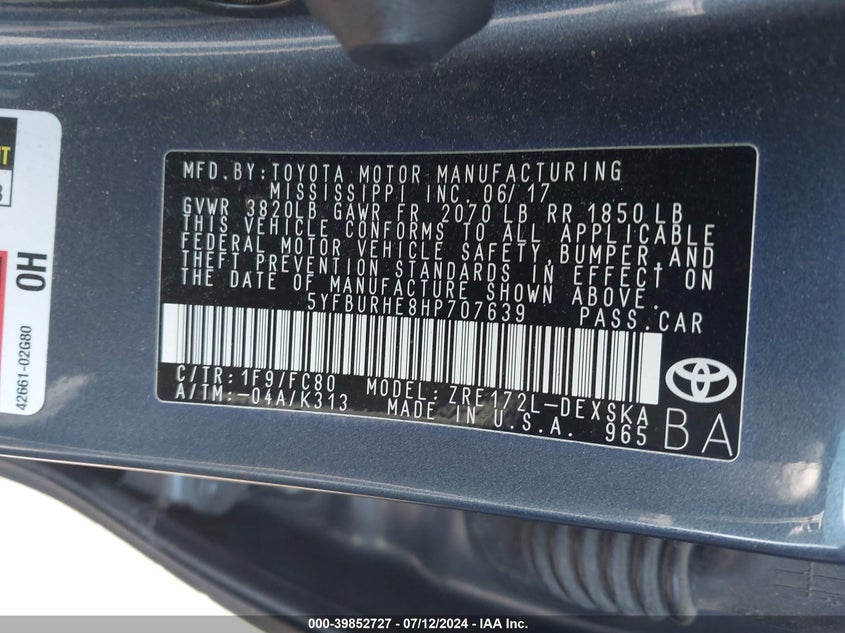 MFD.BY:TOYOTA MOTOR MANUFACTURING
MISSISSIPPI INC. 06/17
GVWR 3820LB GAWR FR 2070 LB RR 1850 LB
THIS VEHICLE CONFORMS TO ALL APPLICABLE
FEDERAL MOTOR VEHICLE SAFETY,BUMPER,AND
THEFT PREVENTION STANDARDS IN EFFECT ON
THE DATE OF MANUFACTURE SHOWN ABOVE.
5YFBURHE8HP707639 PASS.CAR
C/TR:1F9/FC80 MODEL:ZRE172L-DEXSKA
A/TM:-04A/K313 MADE IN U.S.A. 965
BA
OH
42661-02G80
000-39852727 - 07/12/2024 - IAA Inc.